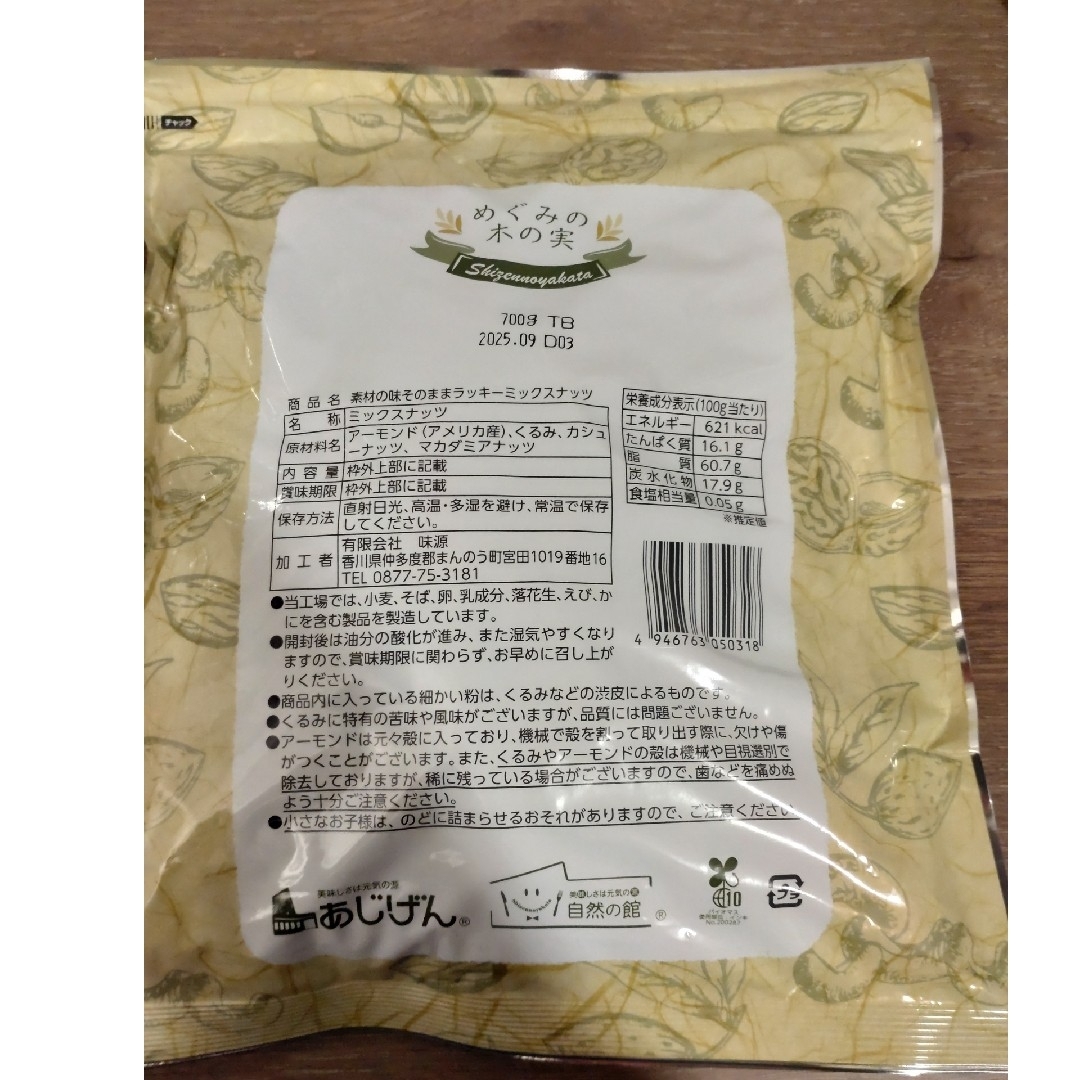 チャック
めぐみの
木の実
Shizennoyakata
700g TB
2025.09 D03
商品名 素材の味そのままラッキーミックスナッツ
名称 ミックスナッツ
原材料名 アーモンド(アメリカ産)、くるみ、カシュ
ーナッツ、マカダミアナッツ
内容量 枠外上部に記載
賞味期限 枠外上部に記載
保存方法 直射日光、高温・多湿を避け、常温で保存
してください。
加工者 有限会社 味源
香川県仲多度郡まんのう町宮田1019番地16
TEL 0877-75-3181
栄養成分表示(100g当たり)
エネルギー 621kcal
たんぱく質 16.1g
脂質 60.7g
炭水化物 17.9g
食塩相当量 0.05g
※推定値
4 946763 050318
●当工場では、小麦、そば、卵、乳成分、落花生、えび、か
にを含む製品を製造しています。
●開封後は油分の酸化が進み、また湿気やすくなり
ますので、賞味期限に関わらず、お早めに召し上が
りください。
●商品内に入っている細かい粉は、くるみなどの渋皮によるものです。
●くるみに特有の苦味や風味がございますが、品質には問題ございません。
●アーモンドは元々殻に入っており、機械で殻を割って取り出す際に、欠けや傷
がつくことがございます。また、くるみやアーモンドの殻は機械や目視選別で
除去しておりますが、稀に残っている場合がございますので、歯などを痛めぬ
よう十分ご注意ください。
●小さなお子様は、のどに詰まらせるおそれがありますので、ご注意ください
美味しさは元気の源
あじげん®
美味しさは元気の源
自然の館 ®
10
バイオマス
プラ